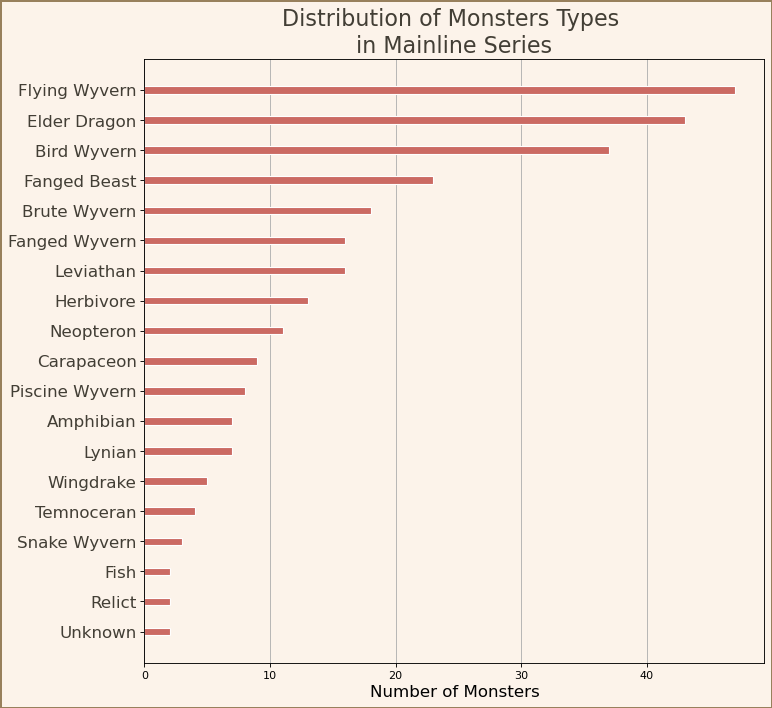 Distribution of Monsters Types
in Mainline Series
Flying Wyvern
Elder Dragon
Bird Wyvern
Fanged Beast
Brute Wyvern
Fanged Wyvern
Leviathan
Herbivore
Neopteron
Carapaceon
Piscine Wyvern
Amphibian
Lynian
Wingdrake
Temnoceran
Snake Wyvern
Fish
Relict
Unknown
0 10 20 30 40
Number of Monsters